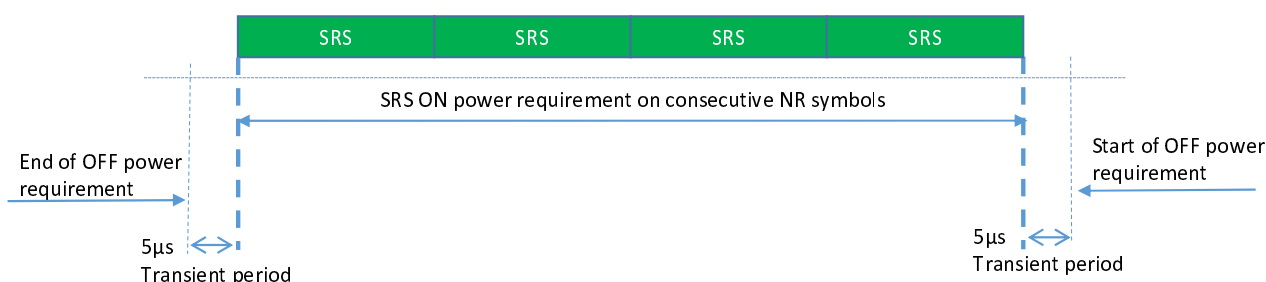 SRS SRS SRS SRS
SRS ON power requirement on consecutive NR symbols
End of OFF power
requirement
Start of OFF power
requirement
5µs
Transient period
5µs
Transient period